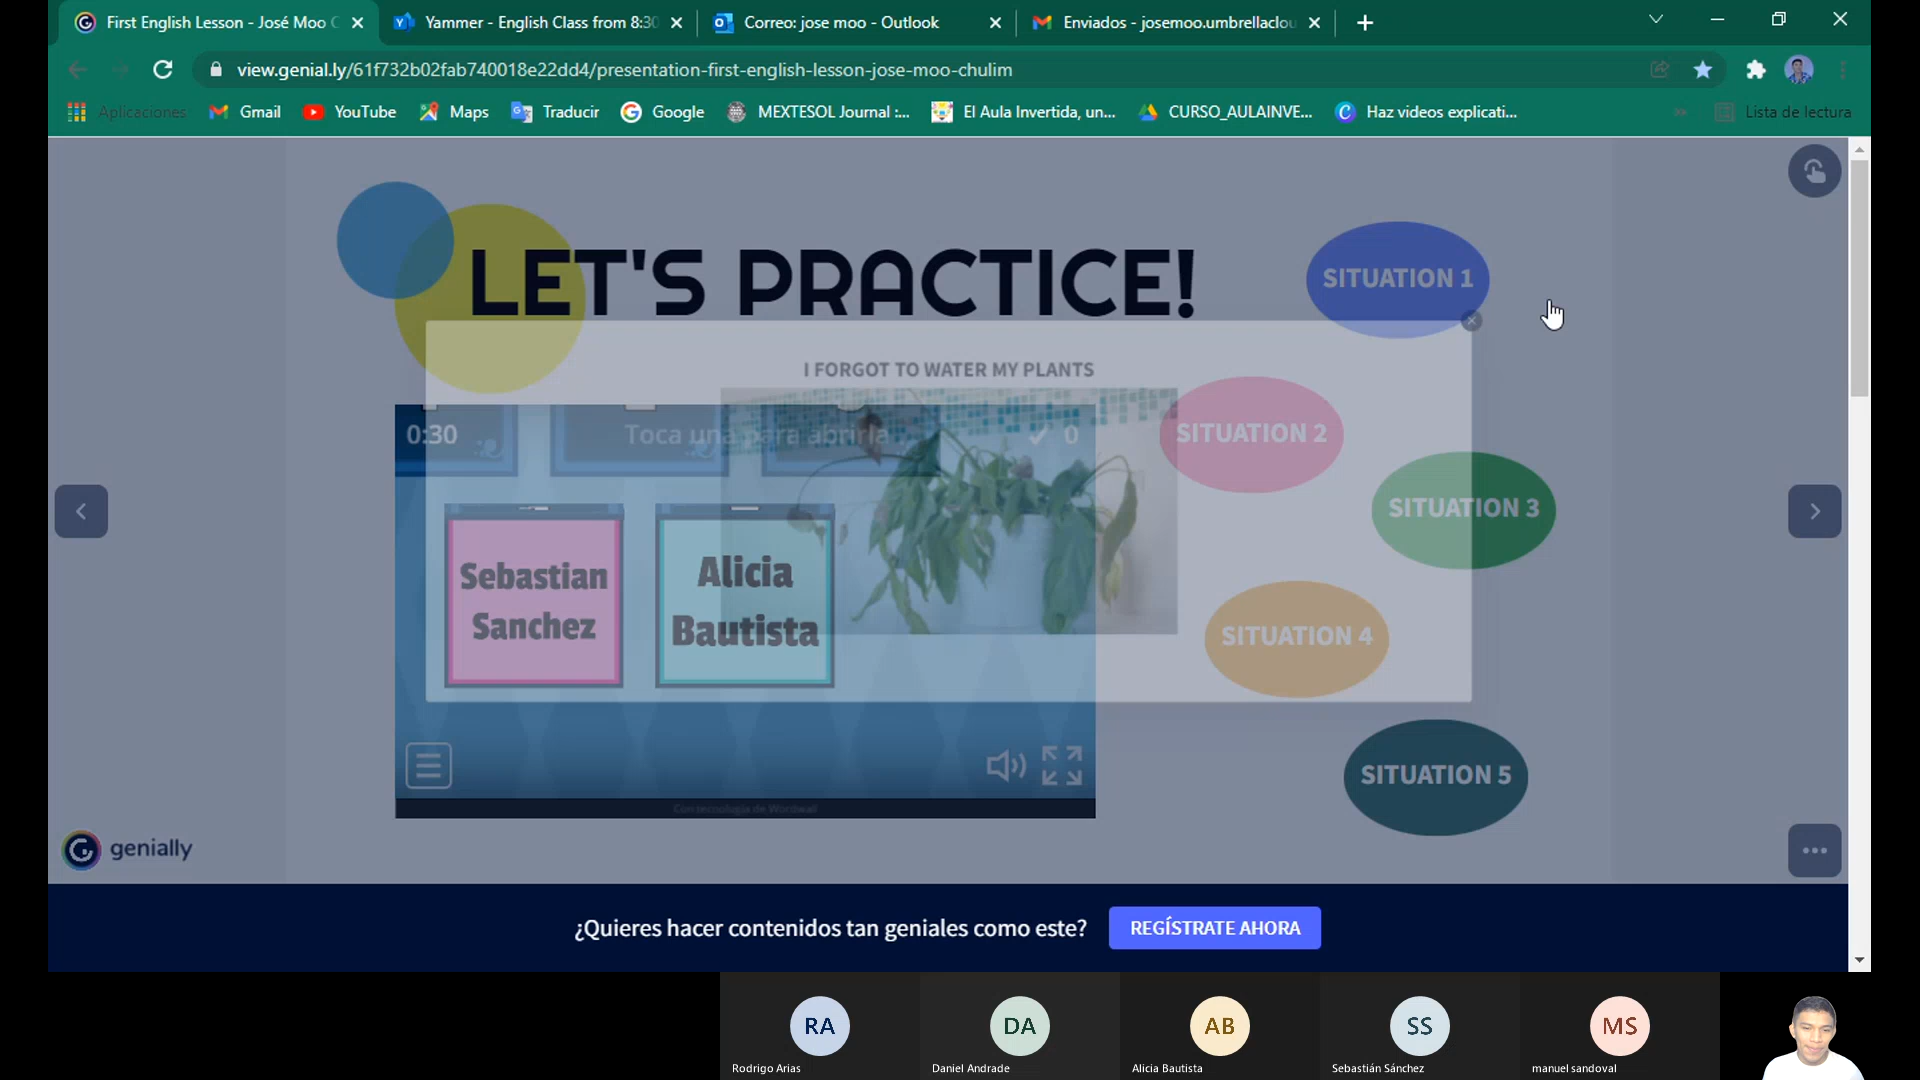 First English Lesson - José Moo C
Yammer - English Class from 8:30
Correo: jose moo - Outlook
Enviados - josemoo.umbrellaclou
view.genial.ly/61f732b02fab740018e22dd4/presentation-first-english-lesson-jose-moo-chulim
Aplicaciones
Gmail
YouTube
Maps
Traducir
Google
MEXTESOL Journal :...
El Aula Invertida, un...
CURSO_AULAINVE...
Haz videos explicati...
»
Lista de lectura
LET'S PRACTICE!
SITUATION 1
I FORGOT TO WATER MY PLANTS
0:30
Toca una para abrirla
0
SITUATION 2
SITUATION 3
Sebastian
Sanchez
Alicia
Bautista
SITUATION 4
SITUATION 5
Con tecnología de Wordwall
genially
¿Quieres hacer contenidos tan geniales como este?
REGÍSTRATE AHORA
RA
DA
AB
SS
MS
Rodrigo Arias
Daniel Andrade
Alicia Bautista
Sebastián Sánchez
manuel sandoval